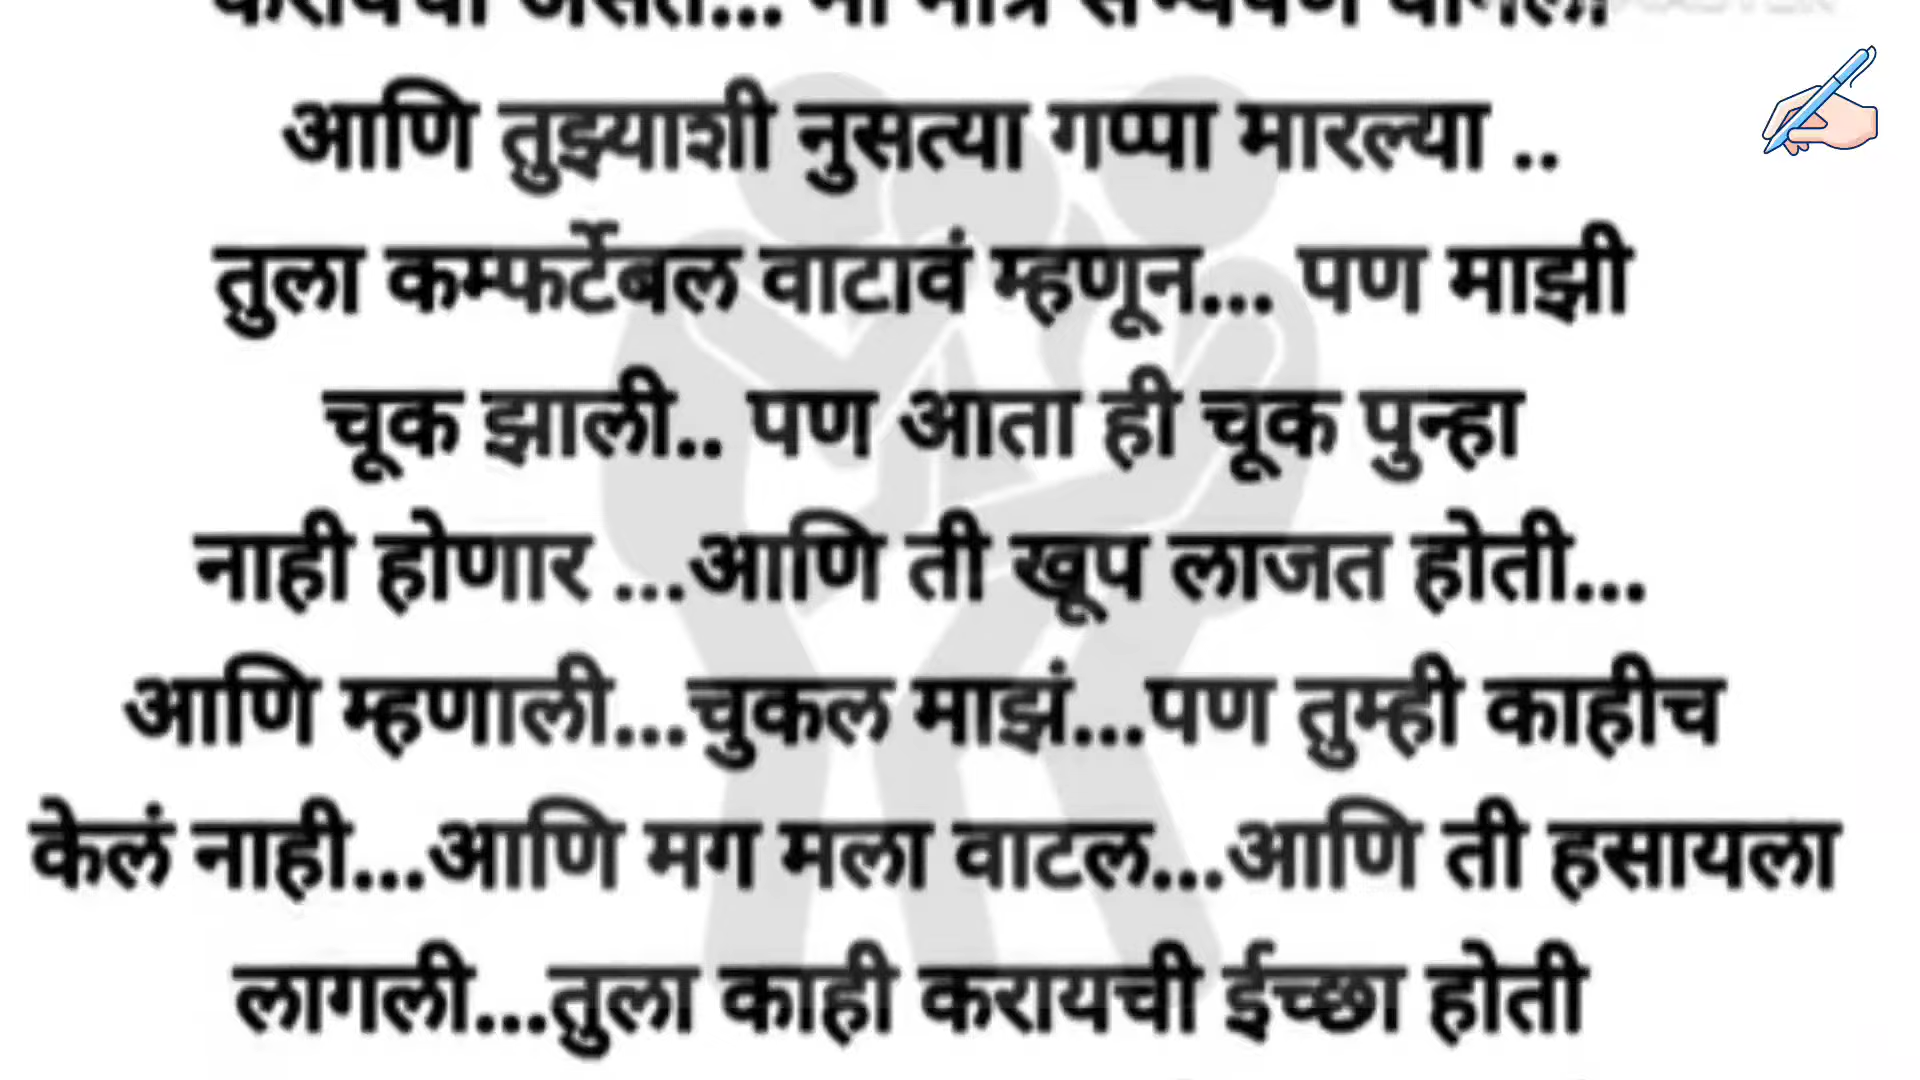 आणि तुझ्याशी नुसत्या गप्पा मारल्या ..
तुला कम्फर्टेबल वाटावं म्हणून... पण माझी
चूक झाली.. पण आता ही चूक पुन्हा
नाही होणार ...आणि ती खूप लाजत होती...
आणि म्हणाली...चुकल माझं...पण तुम्ही काहीच
केलं नाही...आणि मग मला वाटल...आणि ती हसायला
लागली...तुला काही करायची ईच्छा होती